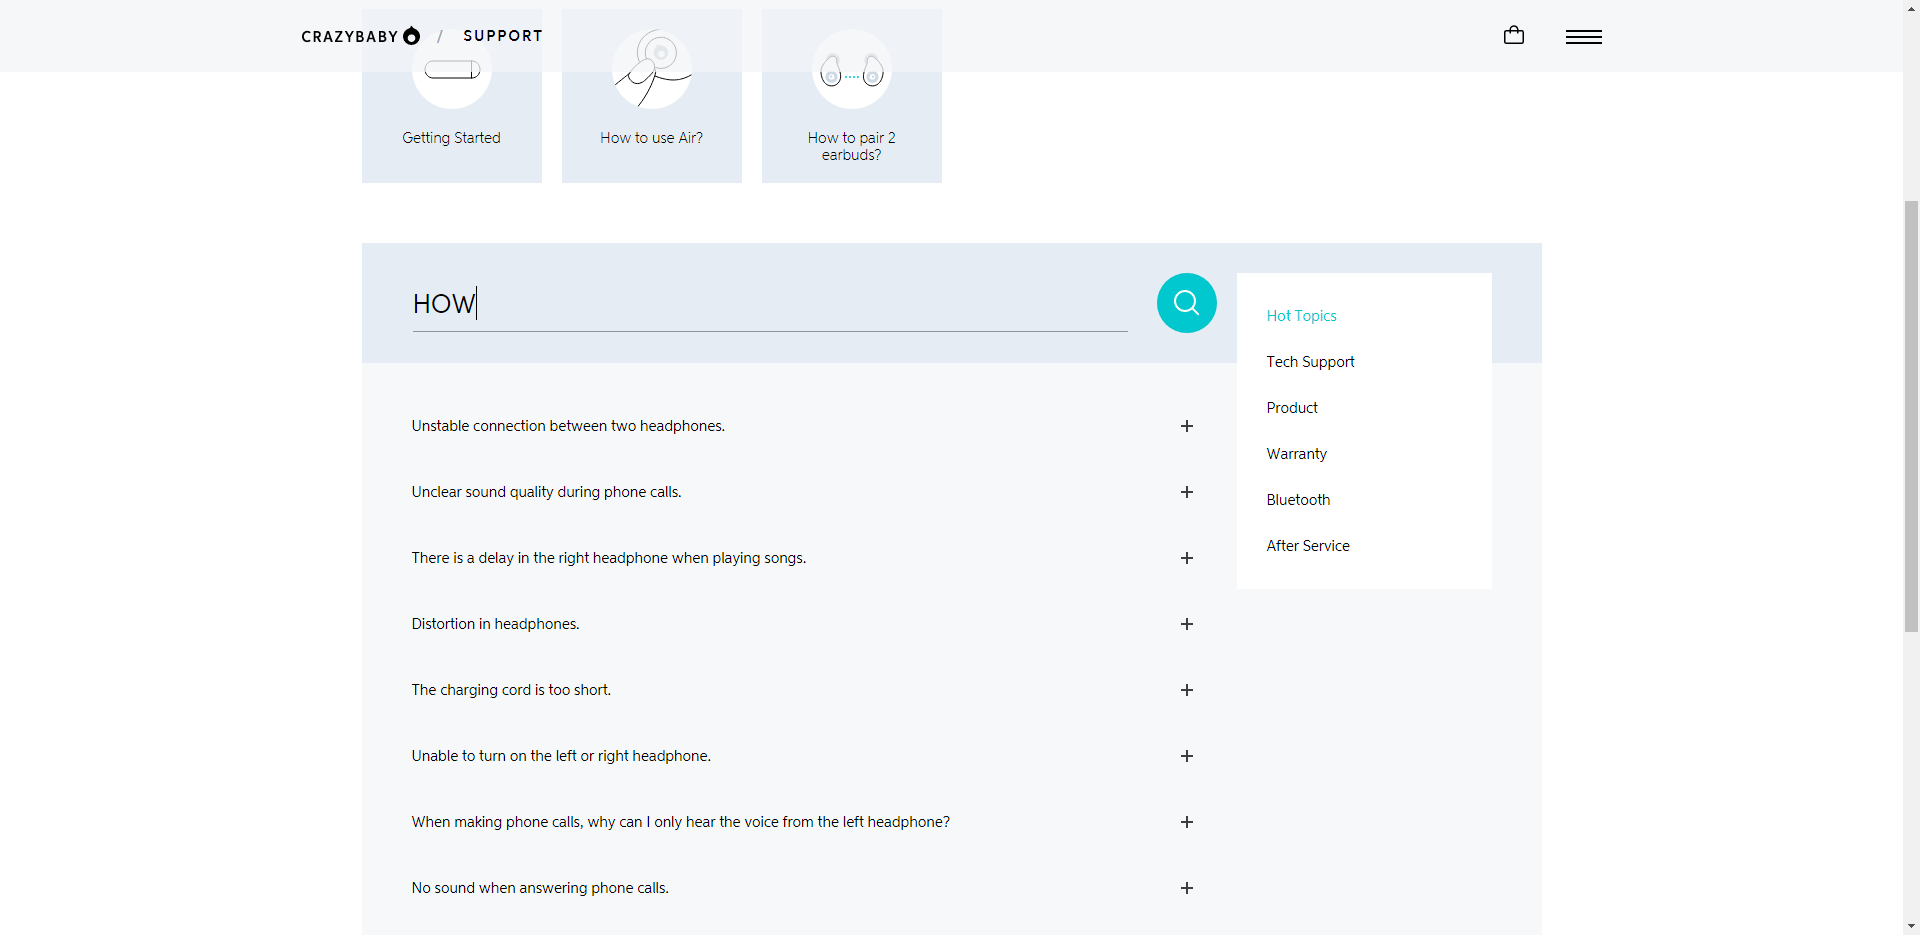 CRAZYBABY / SUPPORT
Getting Started
How to use Air?
How to pair 2
earbuds?
HOW
Hot Topics
Tech Support
Product
Warranty
Bluetooth
After Service
Unstable connection between two headphones.
Unclear sound quality during phone calls.
There is a delay in the right headphone when playing songs.
Distortion in headphones.
The charging cord is too short.
Unable to turn on the left or right headphone.
When making phone calls, why can I only hear the voice from the left headphone?
No sound when answering phone calls.